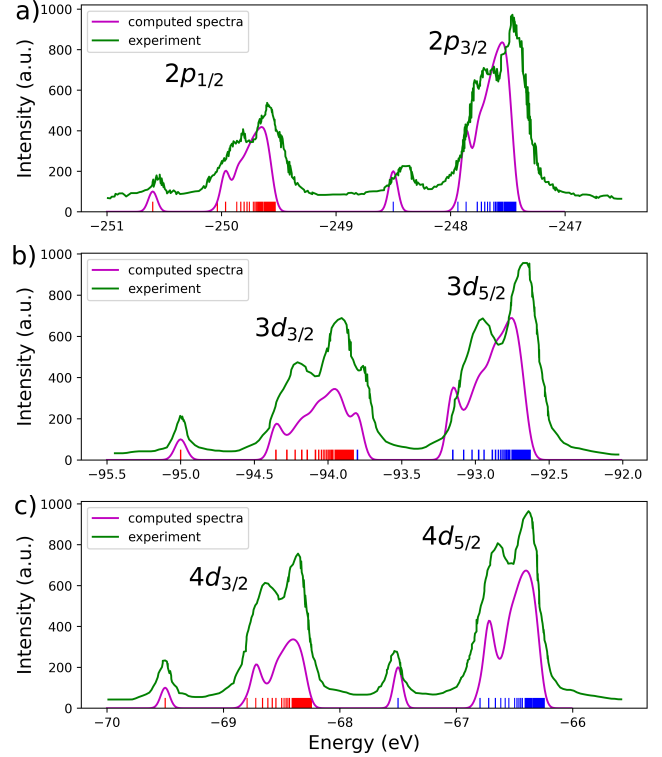 a)
1000
800
600
400
200
0
Intensity (a.u.)
computed spectra
experiment
2p1/2
2p3/2
−251 −250 −249 −248 −247
b)
1000
800
600
400
200
0
Intensity (a.u.)
computed spectra
experiment
3d3/2
3d5/2
−95.5 −95.0 −94.5 −94.0 −93.5 −93.0 −92.5 −92.0
c)
1000
800
600
400
200
0
Intensity (a.u.)
computed spectra
experiment
4d3/2
4d5/2
−70 −69 −68 −67 −66
Energy (eV)